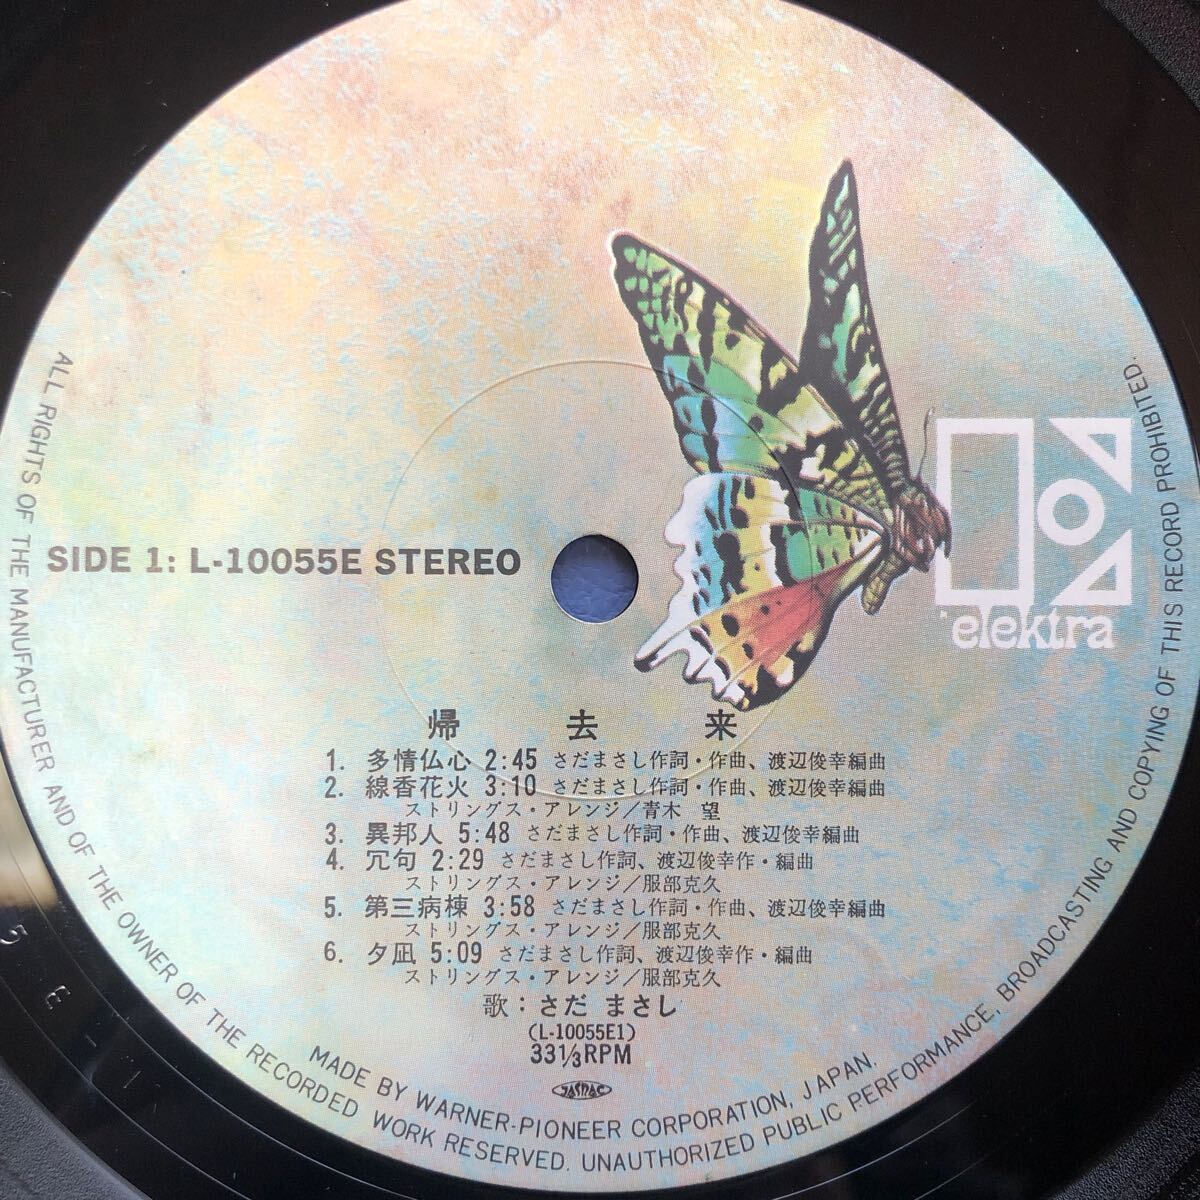 elektra
SIDE 1: L-10055E STEREO
帰 去 来
1. 多情仏心 2:45 さだまさし作詞・作曲、渡辺俊幸編曲
2. 線香花火 3:10 さだまさし作詞・作曲、渡辺俊幸編曲
ストリングス・アレンジ/青木 望
3. 異邦人 5:48 さだまさし作詞・作曲、渡辺俊幸編曲
4. 冗句 2:29 さだまさし作詞、渡辺俊幸作・編曲
ストリングス・アレンジ/服部克久
5. 第三病棟 3:58 さだまさし作詞・作曲、渡辺俊幸編曲
ストリングス・アレンジ/服部克久
6. 夕凪 5:09 さだまさし作詞、渡辺俊幸作・編曲
ストリングス・アレンジ/服部克久
歌：さだ まさし
(L-10055E1)
33⅓RPM
JASRAC
MADE BY WARNER-PIONEER CORPORATION, JAPAN.
ALL RIGHTS OF THE MANUFACTURER AND OF THE OWNER OF THE RECORDED WORK RESERVED. UNAUTHORIZED PUBLIC PERFORMANCE, BROADCASTING AND COPYING OF THIS RECORD PROHIBITED.